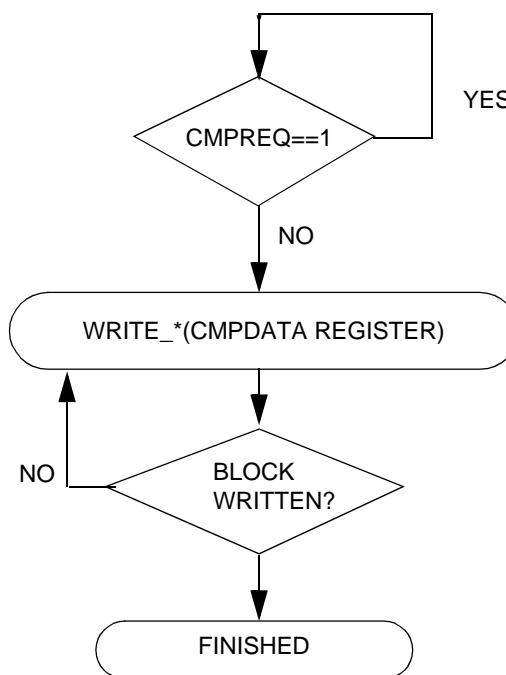 YES
CMPREQ==1
NO
WRITE_*(CMPDATA REGISTER)
NO
BLOCK
WRITTEN?
FINISHED